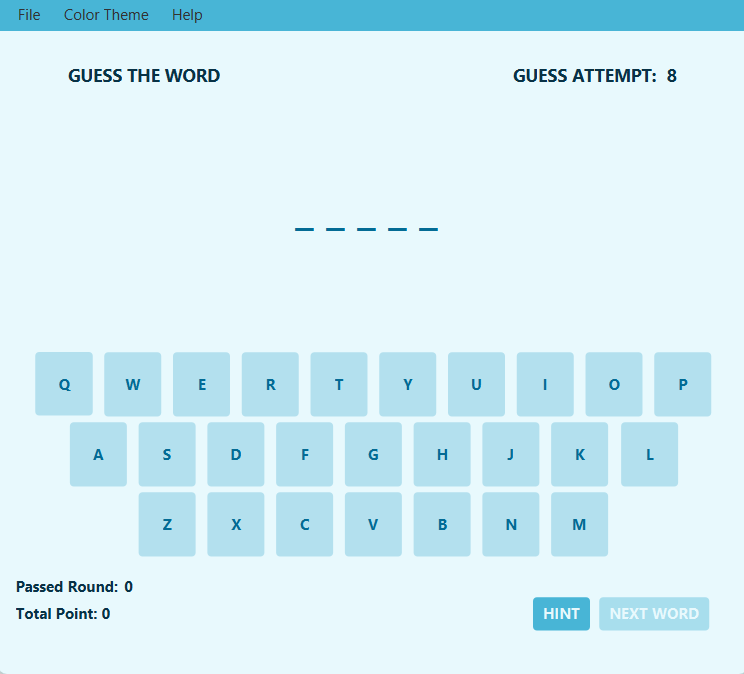 File Color Theme Help
GUESS THE WORD GUESS ATTEMPT: 8
_ _ _ _ _
Q W E R T Y U I O P
A S D F G H J K L
Z X C V B N M
Passed Round: 0
Total Point: 0
HINT NEXT WORD